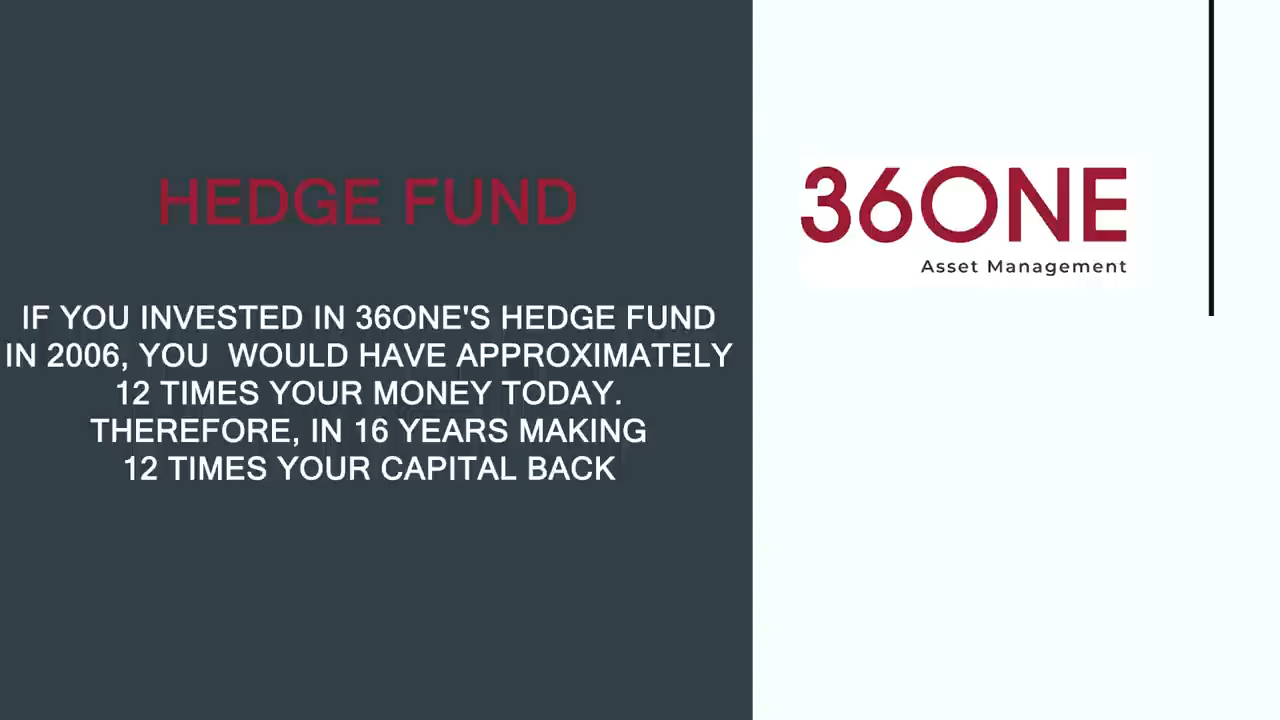 HEDGE FUND
IF YOU INVESTED IN 36ONE'S HEDGE FUND
IN 2006, YOU WOULD HAVE APPROXIMATELY
12 TIMES YOUR MONEY TODAY.
THEREFORE, IN 16 YEARS MAKING
12 TIMES YOUR CAPITAL BACK
36ONE
Asset Management